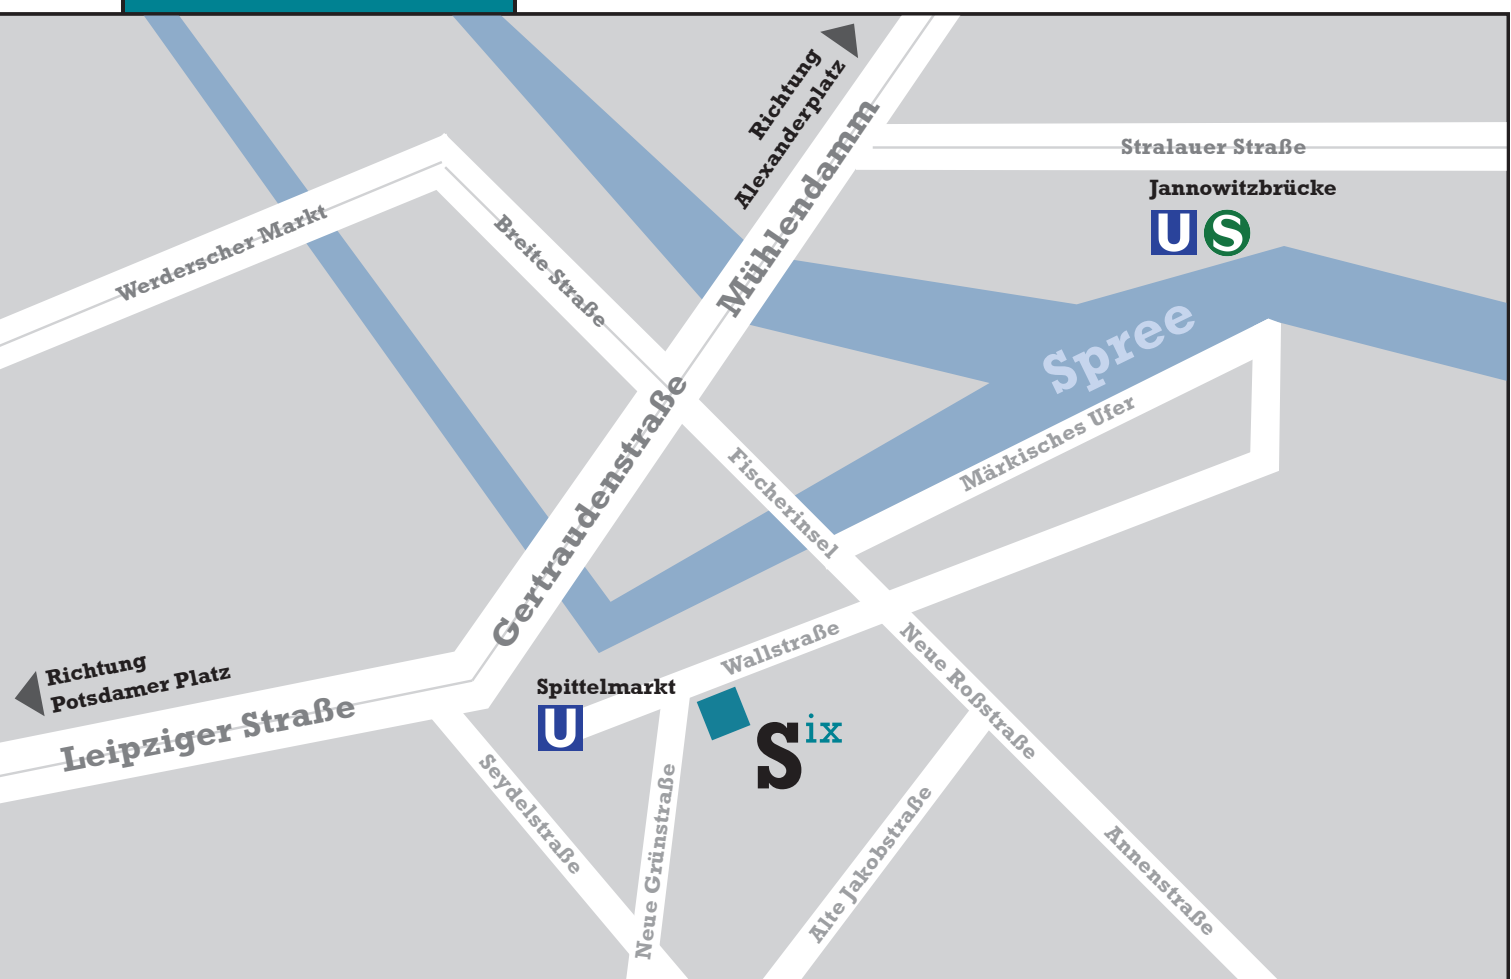 Richtung
Alexanderplatz
Mühlendamm
Stralauer Straße
Jannowitzbrücke
U S
Werderscher Markt
Breite Straße
Spree
Märkisches Ufer
Gertraudenstraße
Fischerinsel
Wallstraße
Neue Roßstraße
Richtung
Potsdamer Platz
Leipziger Straße
Spittelmarkt
U
Six
Seydelstraße
Neue Grünstraße
Alte Jakobstraße
Annenstraße